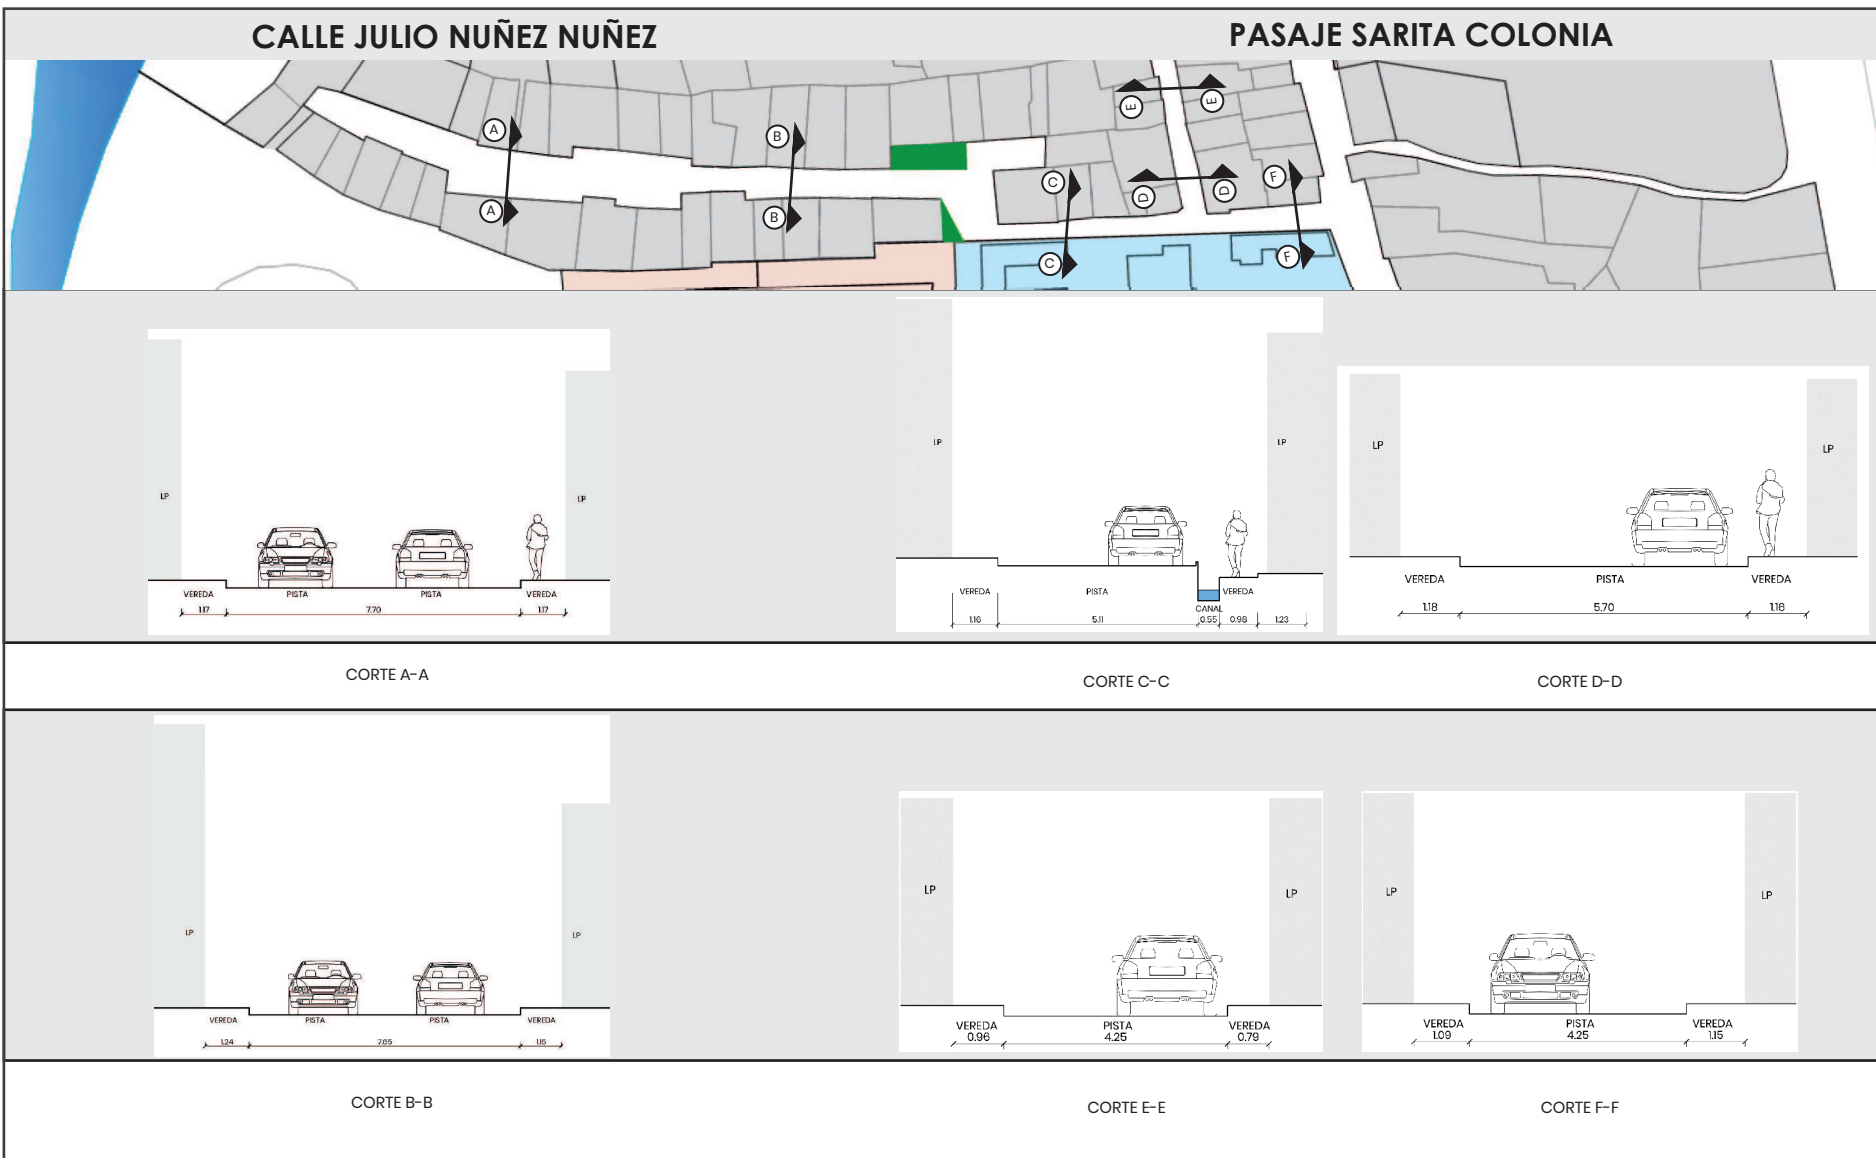 CALLE JULIO NUÑEZ NUÑEZ
PASAJE SARITA COLONIA
A
A
B
B
C
C
E
E
D
D
F
F
LP
LP
VEREDA PISTA PISTA VEREDA
1.17 7.70 1.17
CORTE A-A
LP
LP
VEREDA PISTA CANAL VEREDA
1.16 5.11 0.55 0.98 1.23
CORTE C-C
LP
LP
VEREDA PISTA VEREDA
1.18 5.70 1.16
CORTE D-D
LP
LP
VEREDA PISTA PISTA VEREDA
1.24 7.65 1.15
CORTE B-B
LP
LP
VEREDA PISTA VEREDA
0.96 4.25 0.79
CORTE E-E
LP
LP
VEREDA PISTA VEREDA
1.09 4.25 1.15
CORTE F-F